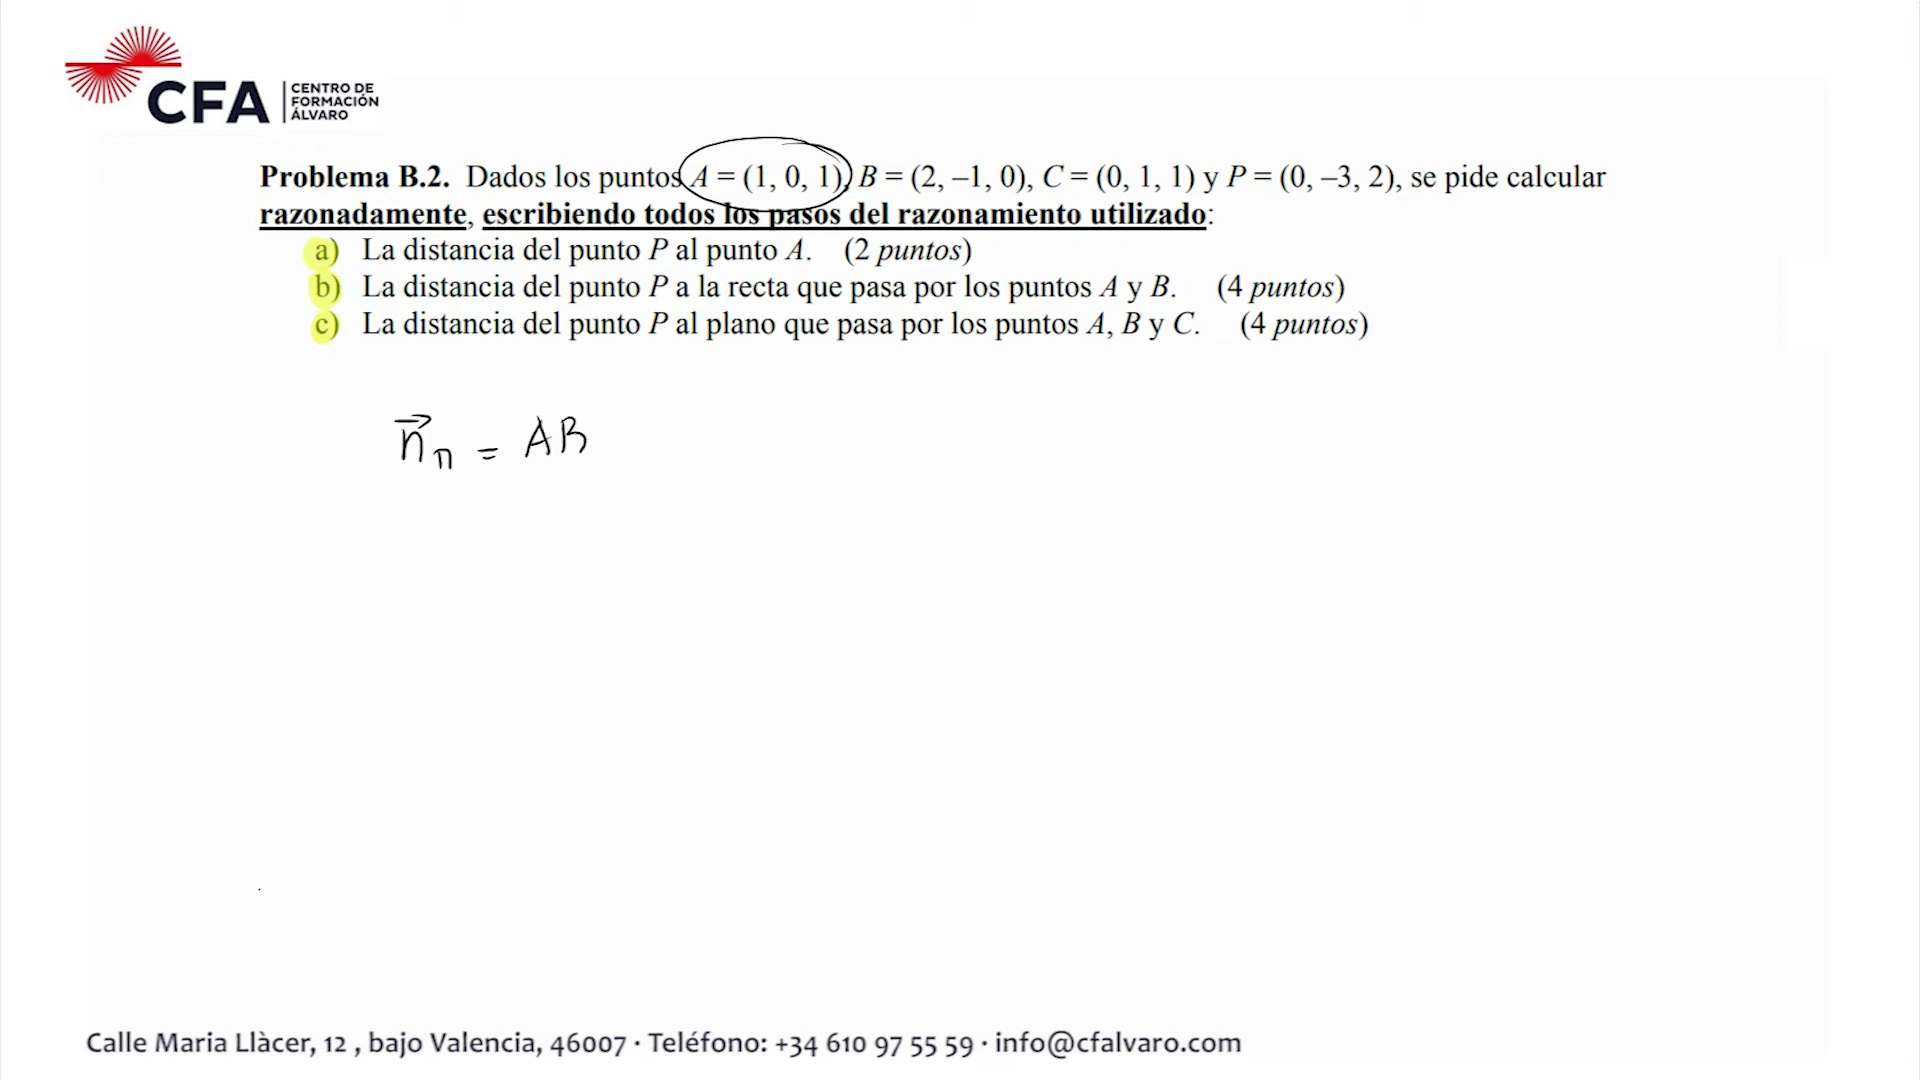 CFA
CENTRO DE
FORMACIÓN
ÁLVARO
Problema B.2. Dados los puntos A = (1, 0, 1), B = (2, –1, 0), C = (0, 1, 1) y P = (0, –3, 2), se pide calcular
razonadamente, escribiendo todos los pasos del razonamiento utilizado:
a) La distancia del punto P al punto A. (2 puntos)
b) La distancia del punto P a la recta que pasa por los puntos A y B. (4 puntos)
c) La distancia del punto P al plano que pasa por los puntos A, B y C. (4 puntos)
n⃗π = AB
Calle Maria Llàcer, 12 , bajo Valencia, 46007 · Teléfono: +34 610 97 55 59 · info@cfalvaro.com